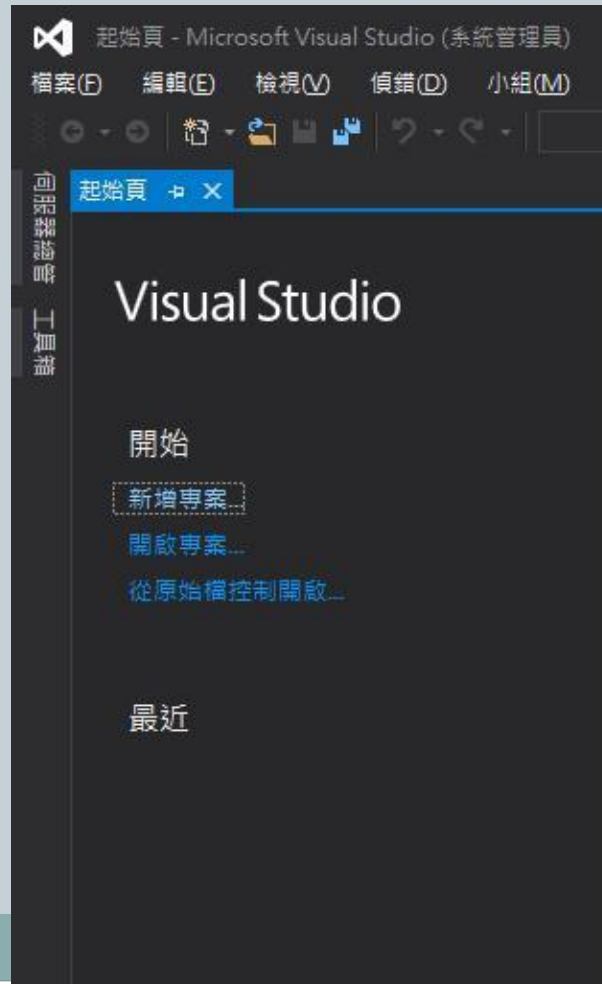 起始頁 - Microsoft Visual Studio (系統管理員)
檔案(F) 編輯(E) 檢視(V) 偵錯(D) 小組(M)
伺服器總管
工具箱
起始頁
Visual Studio
開始
新增專案...
開啟專案...
從原始檔控制開啟...
最近